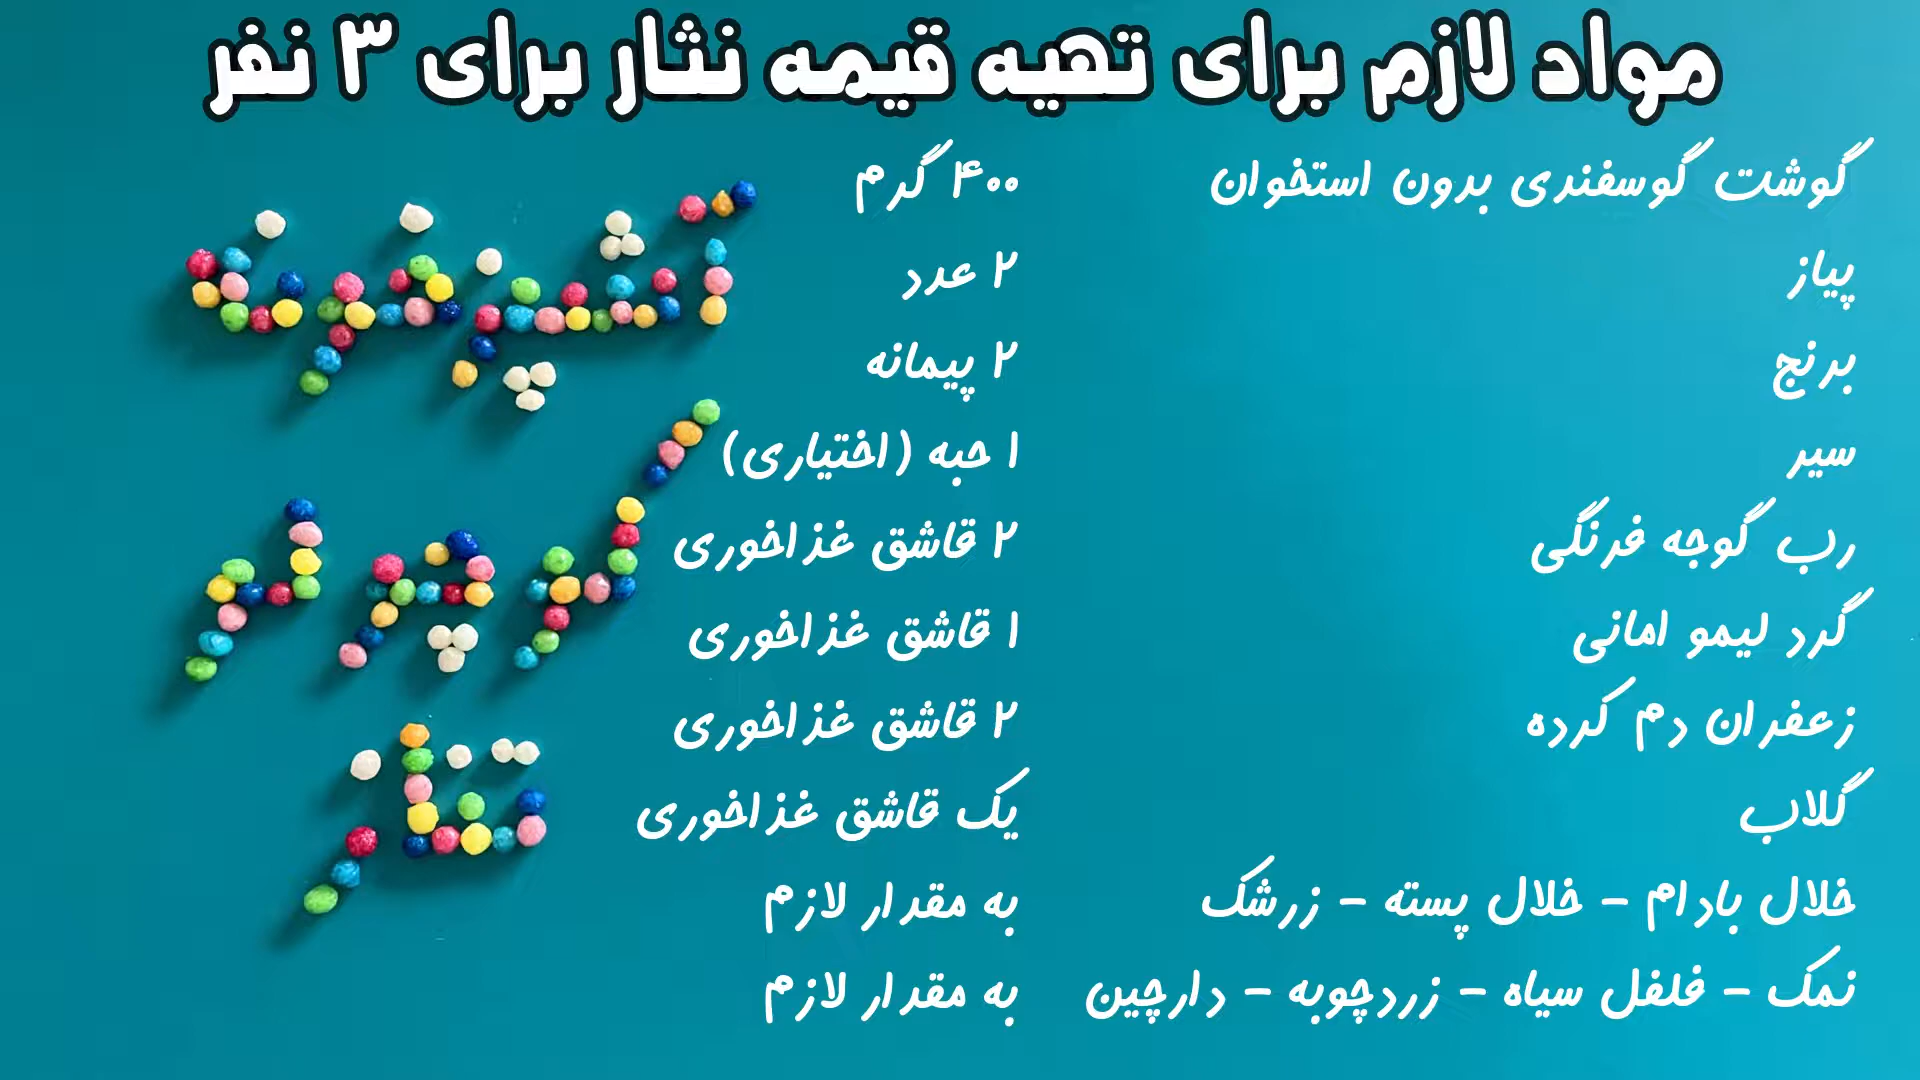 مواد لازم برای تهیه قیمه نثار برای ۳ نفر
گوشت گوسفندی بدون استخوان ۴۰۰ گرم
پیاز ۲ عدد
برنج ۲ پیمانه
سیر ۱ حبه (اختیاری)
رب گوجه فرنگی ۲ قاشق غذاخوری
گرد لیمو امانی ۱ قاشق غذاخوری
زعفران دم کرده ۲ قاشق غذاخوری
گلاب یک قاشق غذاخوری
خلال بادام - خلال پسته - زرشک به مقدار لازم
نمک - فلفل سیاه - زردچوبه - دارچین به مقدار لازم